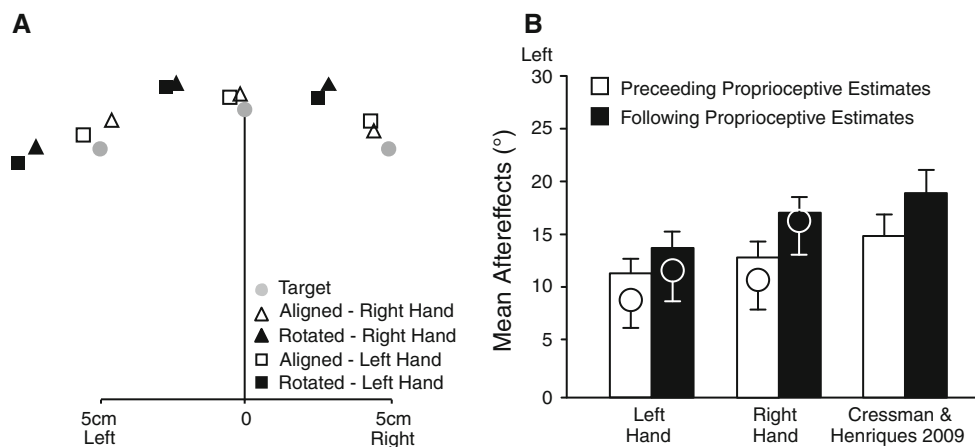 A
Target
Aligned - Right Hand
Rotated - Right Hand
Aligned - Left Hand
Rotated - Left Hand
5cm 0 5cm
Left Right
B
Left
30
25
20
15
10
5
0
Mean Aftereffects (°)
Preceeding Proprioceptive Estimates
Following Proprioceptive Estimates
Left Right Cressman &
Hand Hand Henriques 2009